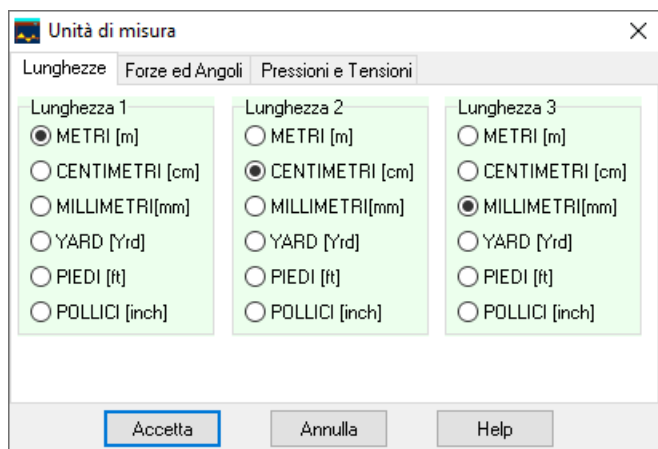 Unità di misura
Lunghezze Forze ed Angoli Pressioni e Tensioni
Lunghezza 1
METRI [m]
CENTIMETRI [cm]
MILLIMETRI[mm]
YARD [Yrd]
PIEDI [ft]
POLLICI [inch]
Lunghezza 2
METRI [m]
CENTIMETRI [cm]
MILLIMETRI[mm]
YARD [Yrd]
PIEDI [ft]
POLLICI [inch]
Lunghezza 3
METRI [m]
CENTIMETRI [cm]
MILLIMETRI[mm]
YARD [Yrd]
PIEDI [ft]
POLLICI [inch]
Accetta Annulla Help